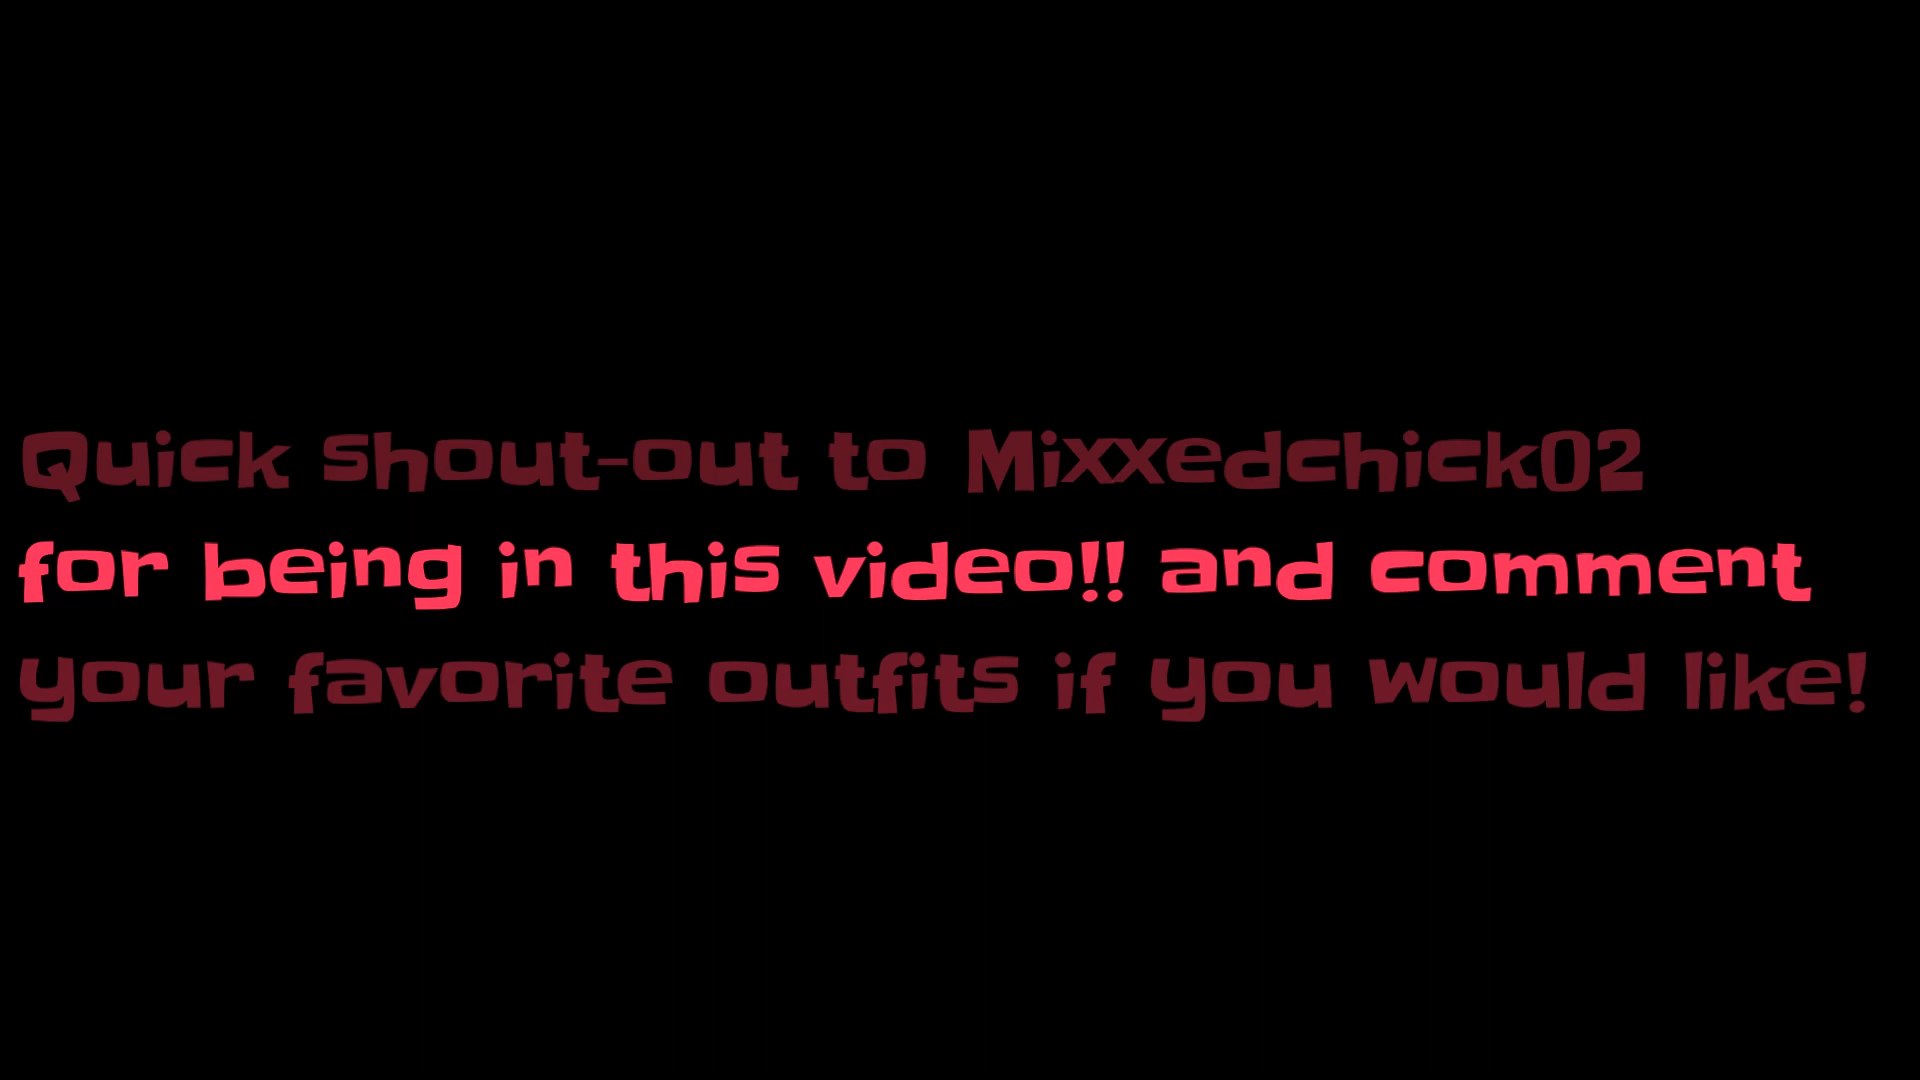 Quick shout-out to Mixxedchick02
for being in this video!! and comment
your favorite outfits if you would like!